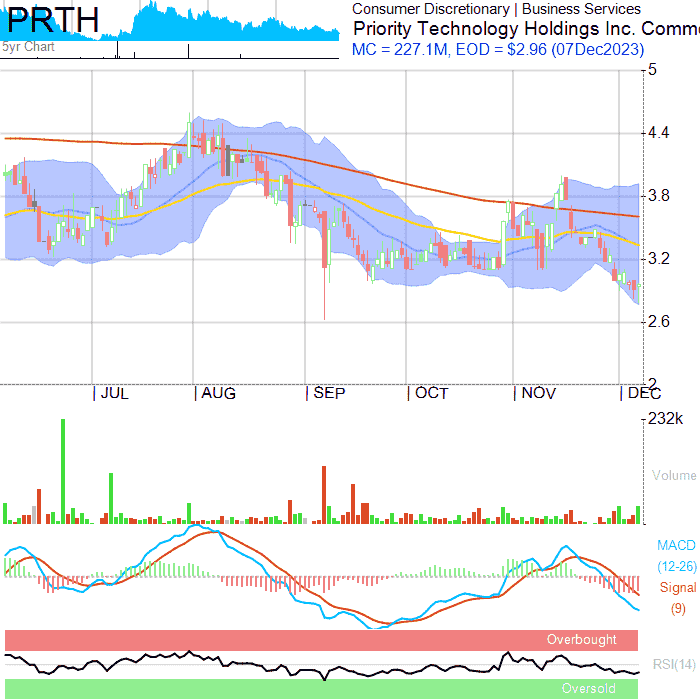 PRTH
5yr Chart
Consumer Discretionary | Business Services
Priority Technology Holdings Inc. Comm
MC = 227.1M, EOD = $2.96 (07Dec2023)
5
4.4
3.8
3.2
2.6
2
JUL AUG SEP OCT NOV DEC
232k
Volume
MACD
(12-26)
Signal
(9)
Overbought
RSI(14)
Oversold